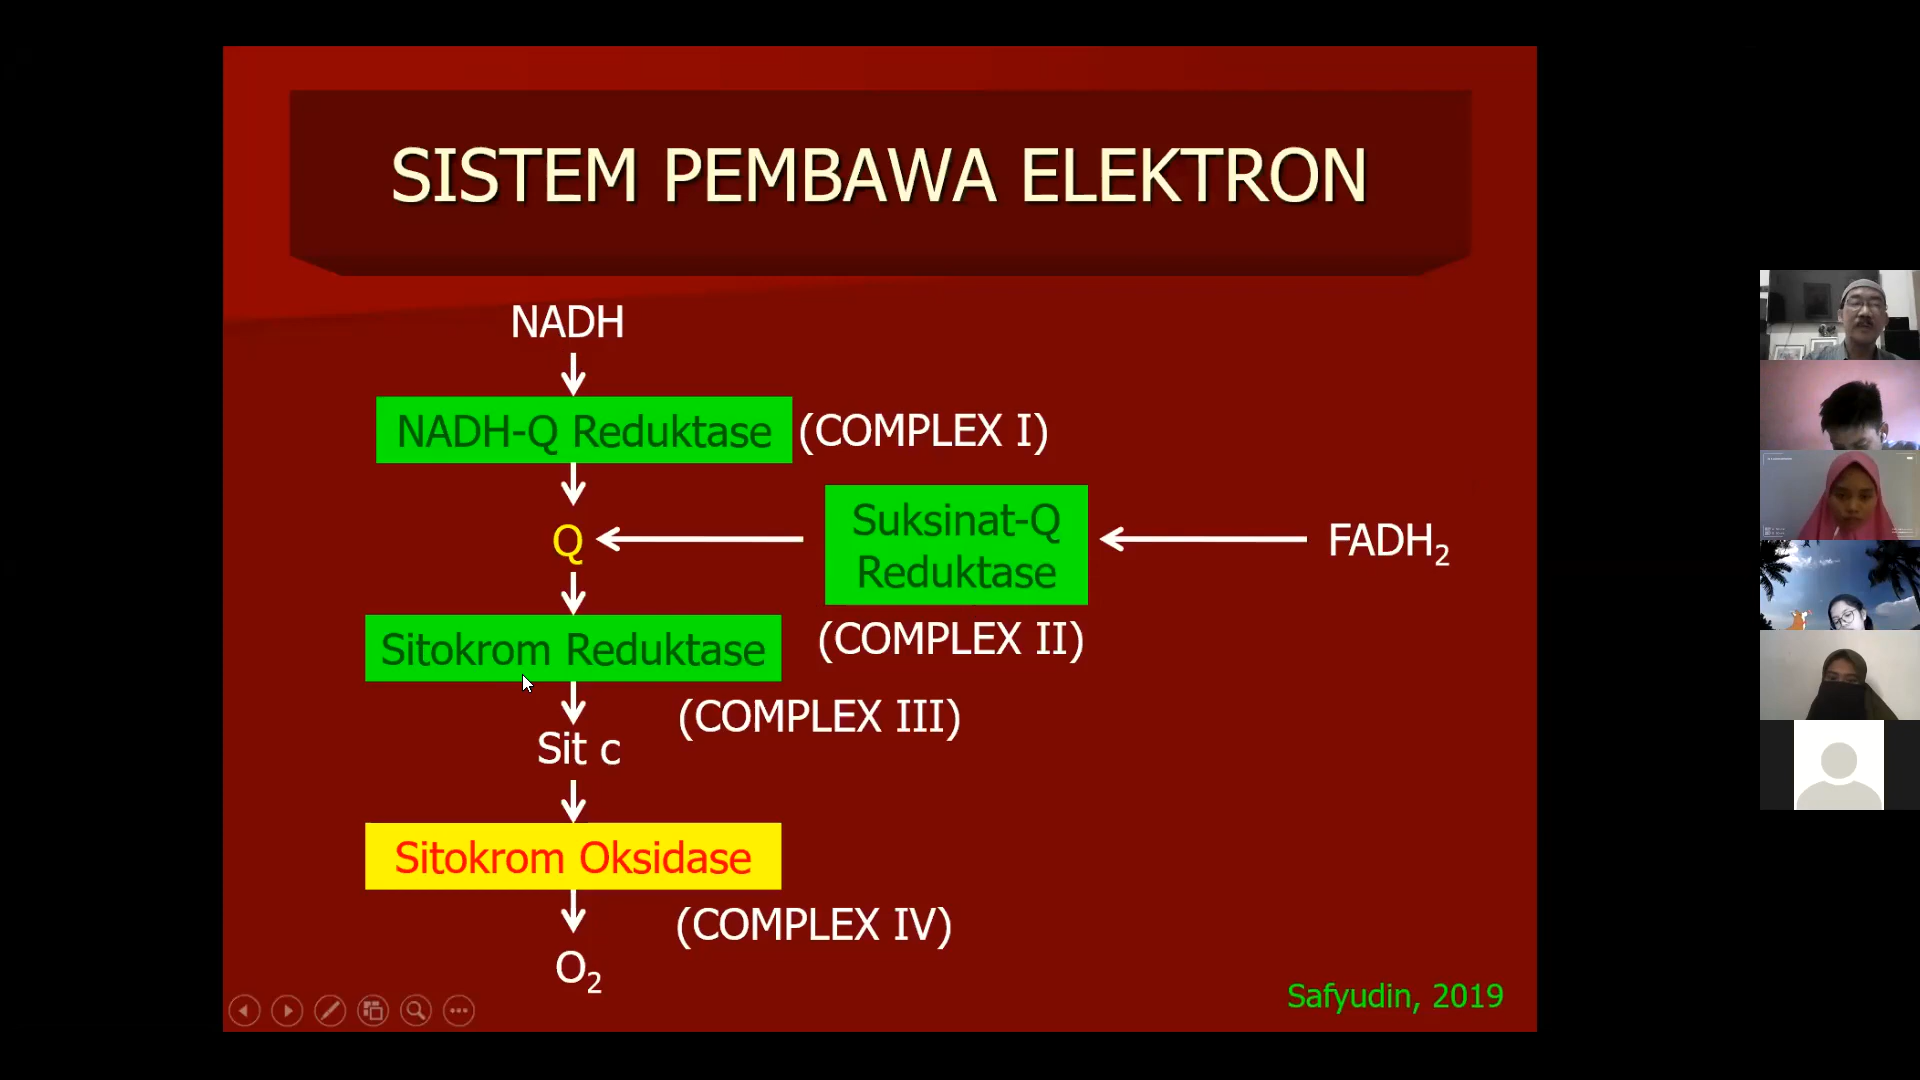 SISTEM PEMBAWA ELEKTRON
NADH
NADH-Q Reduktase (COMPLEX I)
Q
Suksinat-Q
Reduktase
FADH₂
(COMPLEX II)
Sitokrom Reduktase
(COMPLEX III)
Sit c
Sitokrom Oksidase
(COMPLEX IV)
O₂
Safyudin, 2019